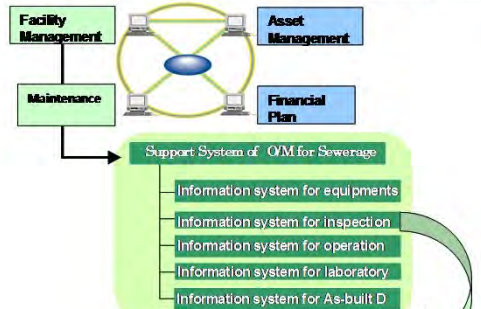 Facility
Management
Asset
Management
Maintenance
Financial
Plan
Support System of O/M for Sewerage
Information system for equipments
Information system for inspection
Information system for operation
Information system for laboratory
Information system for As-built D